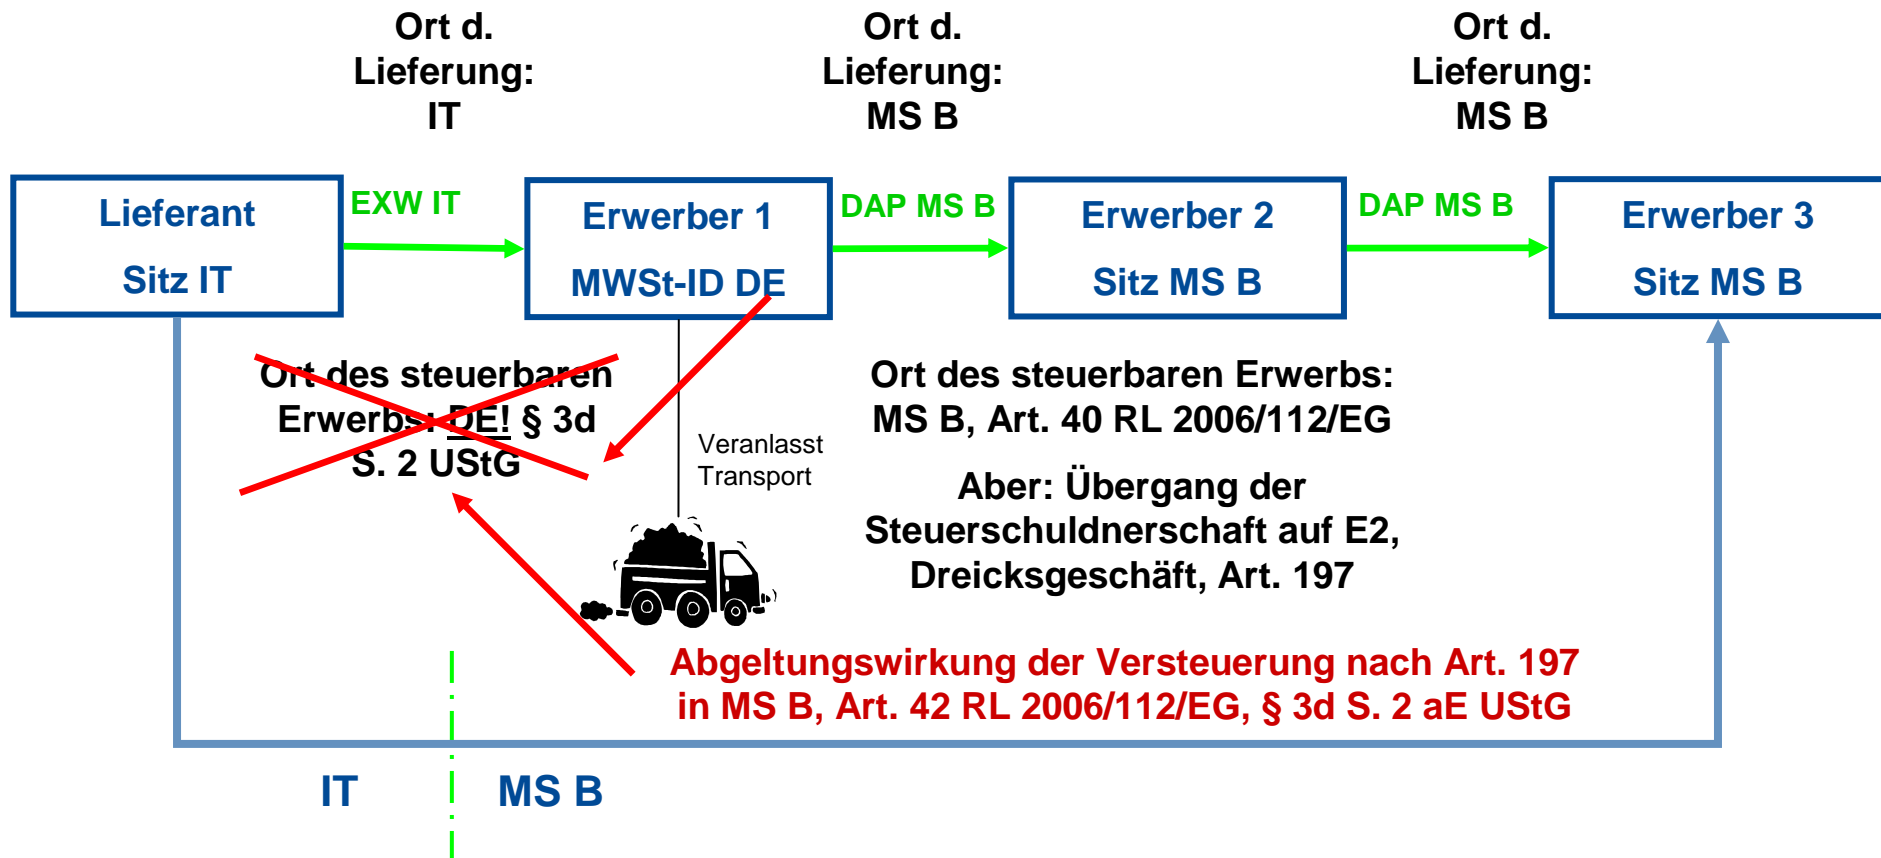 Ort d.
Lieferung:
IT
Ort d.
Lieferung:
MS B
Ort d.
Lieferung:
MS B
Lieferant
Sitz IT
EXW IT
Erwerber 1
MWSt-ID DE
DAP MS B
Erwerber 2
Sitz MS B
DAP MS B
Erwerber 3
Sitz MS B
Ort des steuerbaren
Erwerbs: DE! § 3d
S. 2 UStG
Veranlasst
Transport
Ort des steuerbaren Erwerbs:
MS B, Art. 40 RL 2006/112/EG
Aber: Übergang der
Steuerschuldnerschaft auf E2,
Dreicksgeschäft, Art. 197
Abgeltungswirkung der Versteuerung nach Art. 197
in MS B, Art. 42 RL 2006/112/EG, § 3d S. 2 aE UStG
IT
MS B